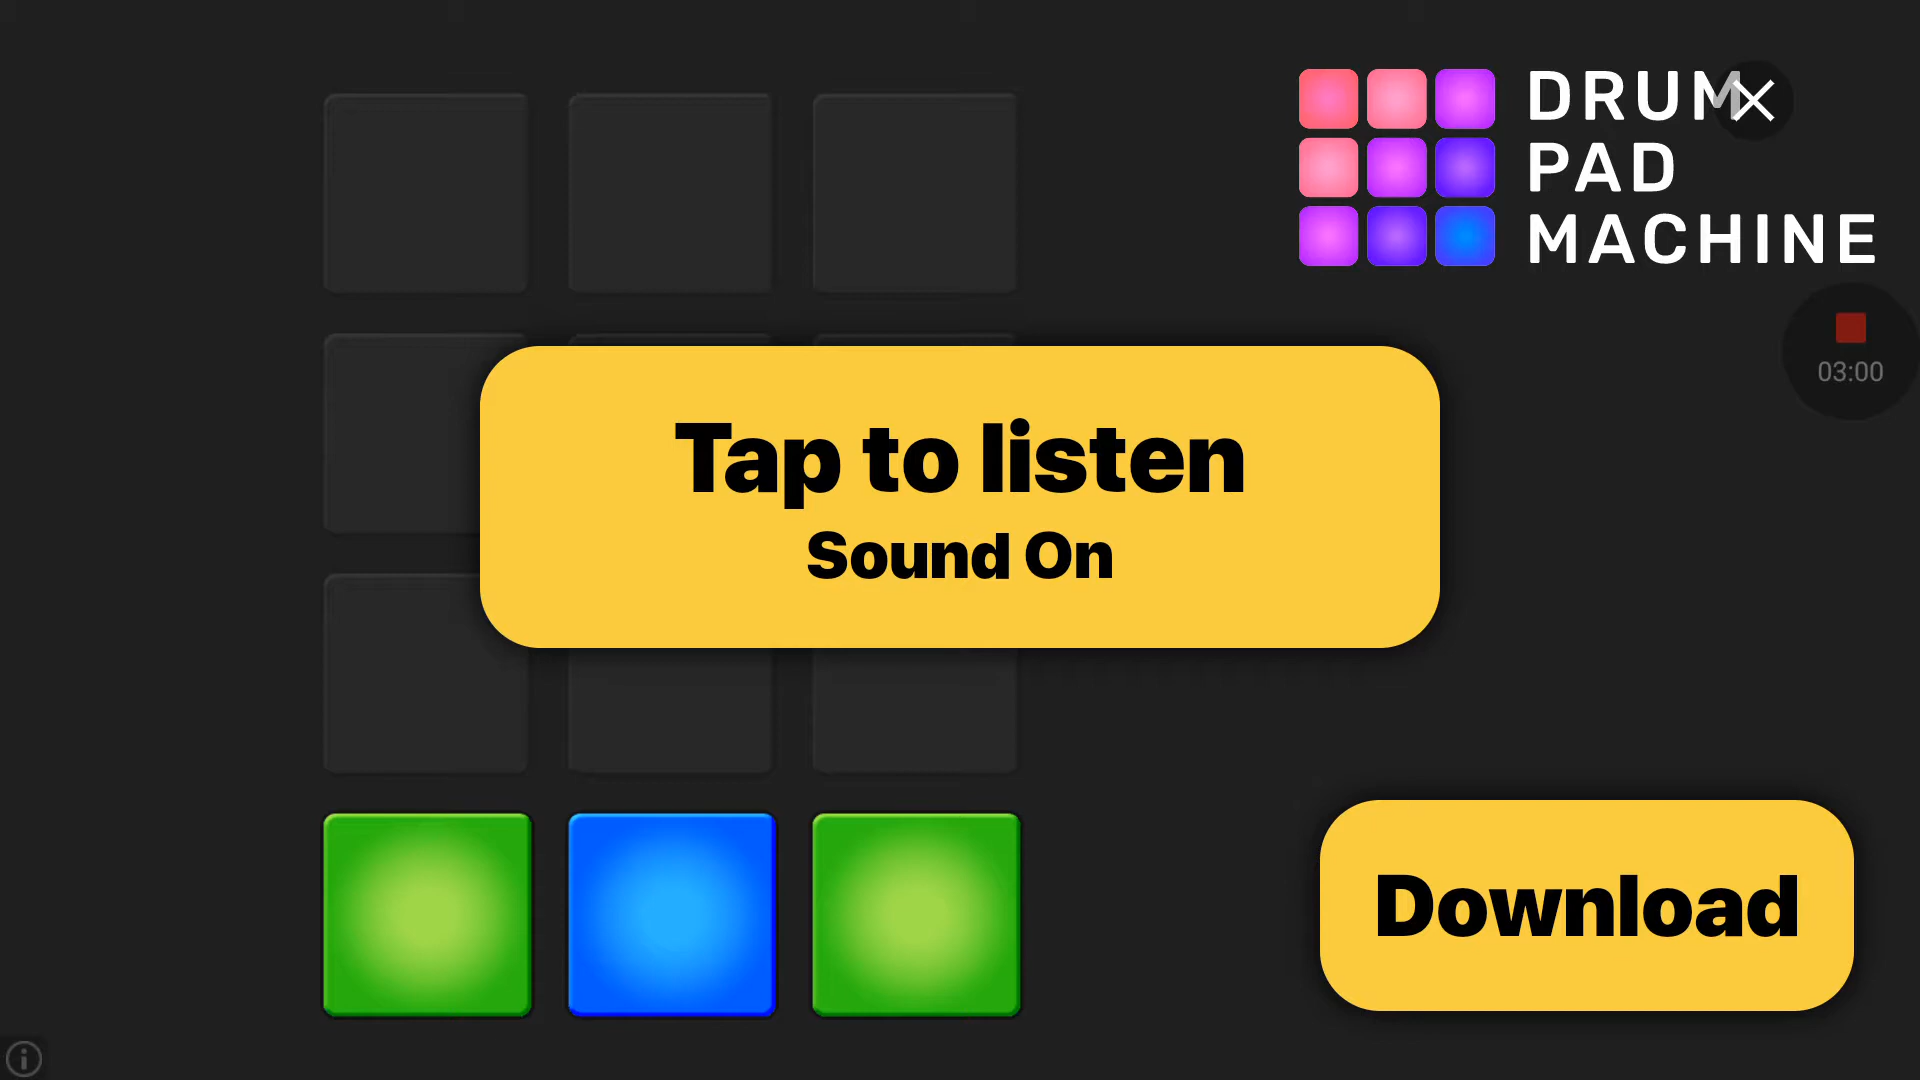 DRUM
PAD
MACHINE
03:00
Tap to listen
Sound On
Download